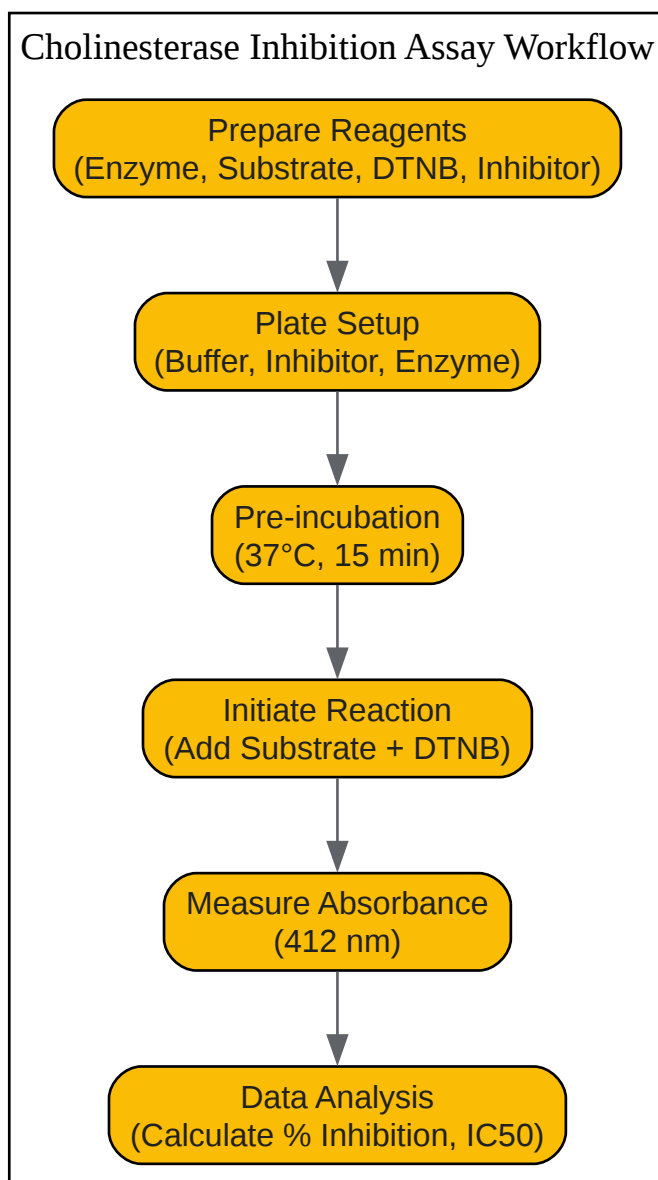 Cholinesterase Inhibition Assay Workflow
Prepare Reagents
(Enzyme, Substrate, DTNB, Inhibitor)
Plate Setup
(Buffer, Inhibitor, Enzyme)
Pre-incubation
(37°C, 15 min)
Initiate Reaction
(Add Substrate + DTNB)
Measure Absorbance
(412 nm)
Data Analysis
(Calculate % Inhibition, IC50)